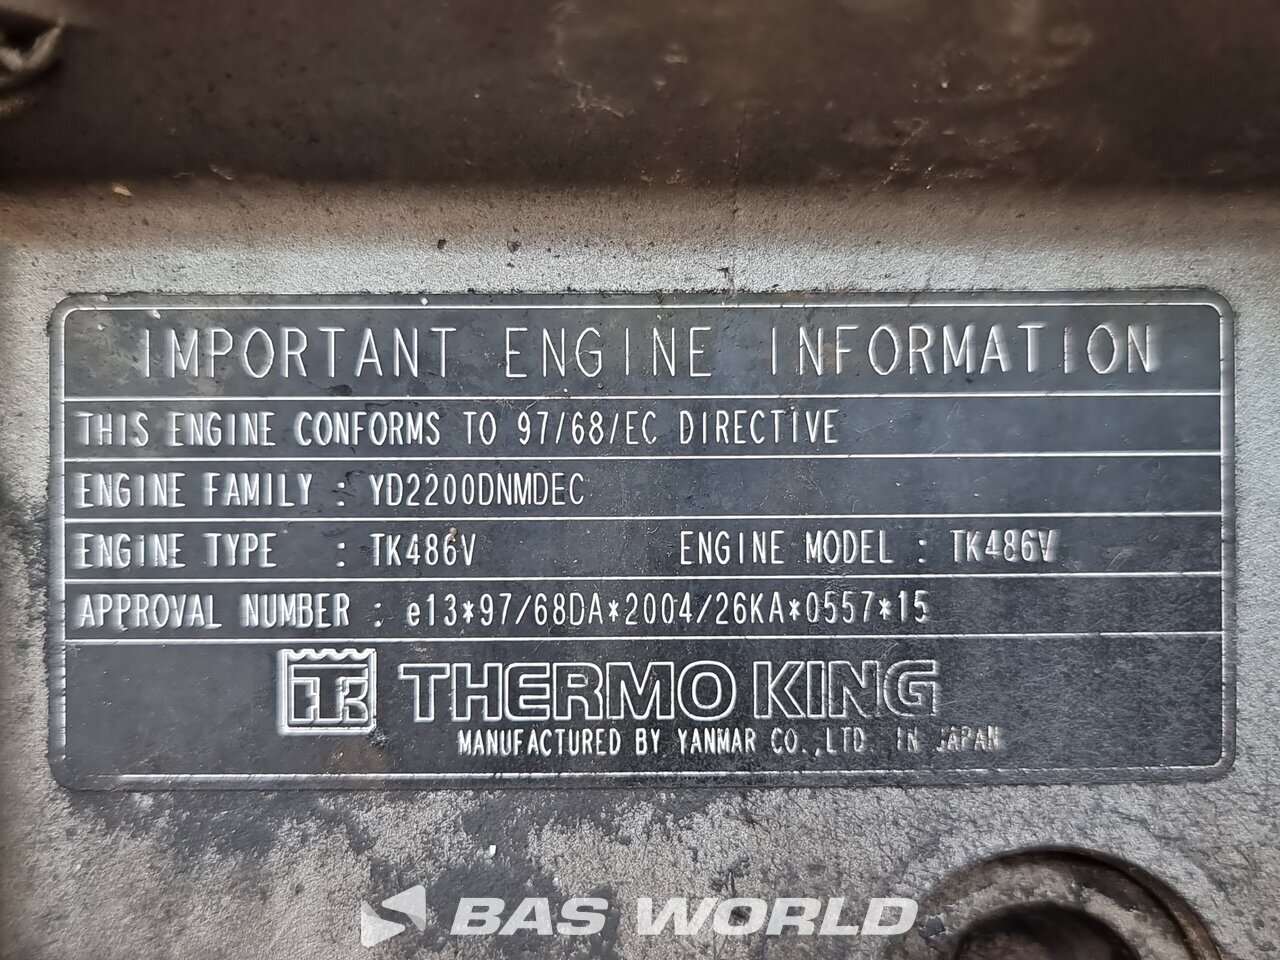 IMPORTANT ENGINE INFORMATION
THIS ENGINE CONFORMS TO 97/68/EC DIRECTIVE
ENGINE FAMILY : YD2200DNMDEC
ENGINE TYPE : TK486V ENGINE MODEL : TK486V
APPROVAL NUMBER : e13*97/68DA*2004/26KA*0557*15
TK THERMO KING
MANUFACTURED BY YANMAR CO.,LTD. IN JAPAN
BAS WORLD